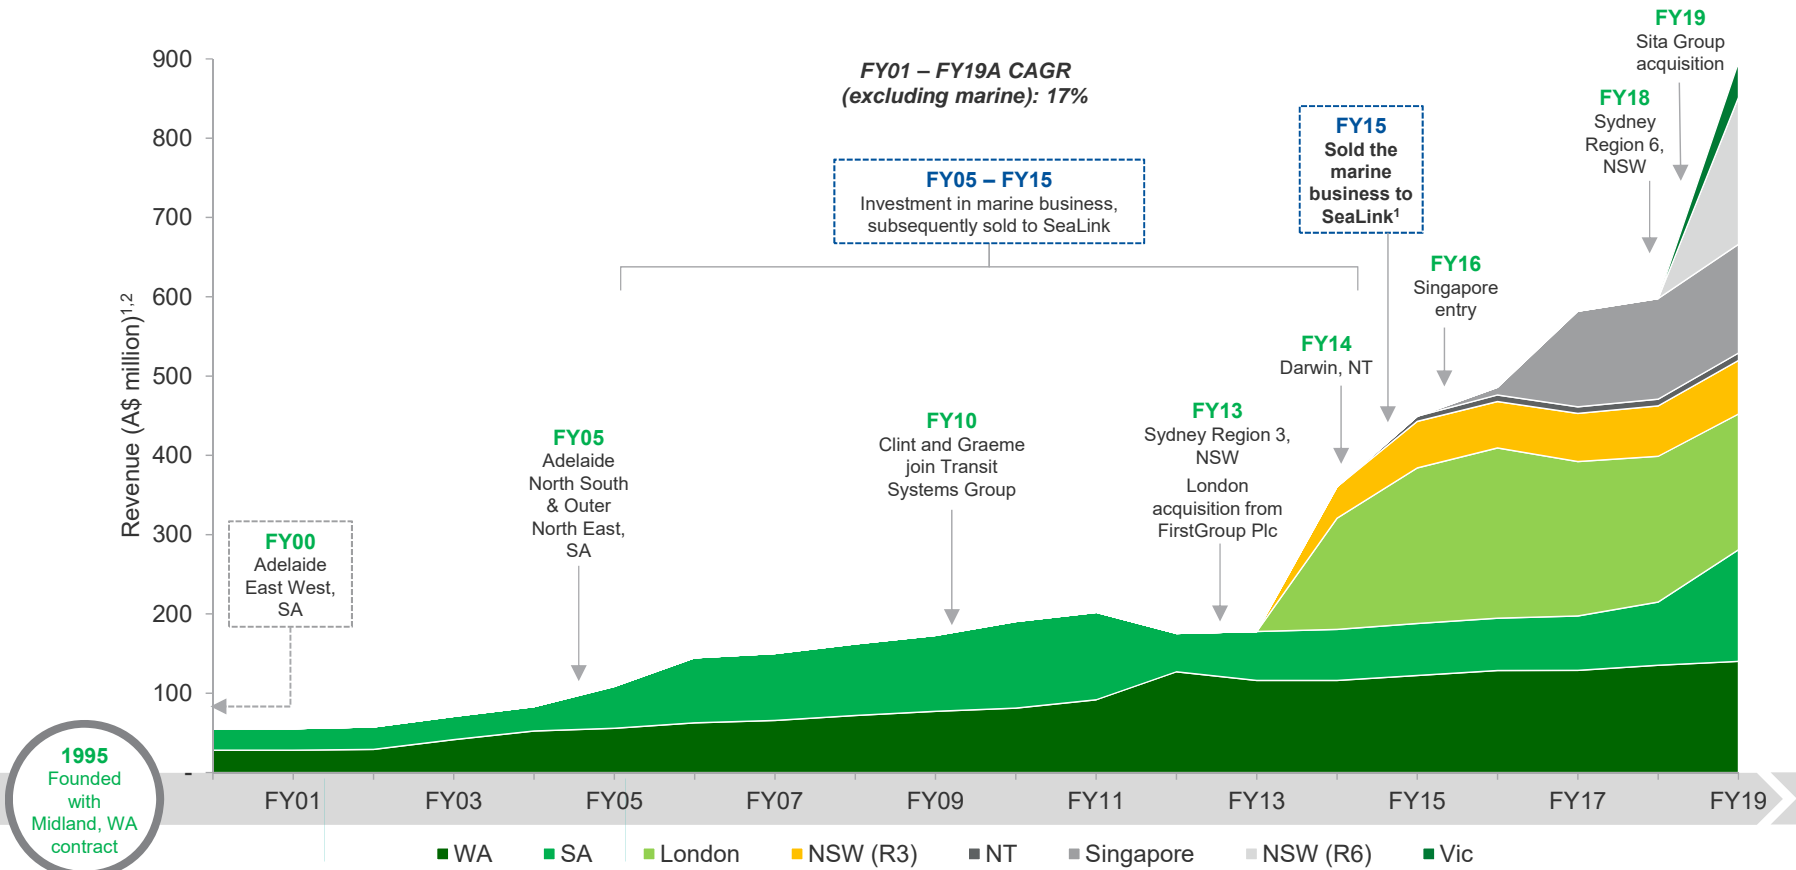 FY19
Sita Group
acquisition
FY01 – FY19A CAGR
(excluding marine): 17%
FY18
Sydney
Region 6,
NSW
FY15
Sold the
marine
business to
SeaLink¹
FY05 – FY15
Investment in marine business,
subsequently sold to SeaLink
FY16
Singapore
entry
FY14
Darwin, NT
FY13
Sydney Region 3,
NSW
London
acquisition from
FirstGroup Plc
FY10
Clint and Graeme
join Transit
Systems Group
FY05
Adelaide
North South
& Outer
North East,
SA
FY00
Adelaide
East West,
SA
Revenue (A$ million)¹,²
900
800
700
600
500
400
300
200
100
-
1995
Founded
with
Midland, WA
contract
FY01 FY03 FY05 FY07 FY09 FY11 FY13 FY15 FY17 FY19
WA SA London NSW (R3) NT Singapore NSW (R6) Vic